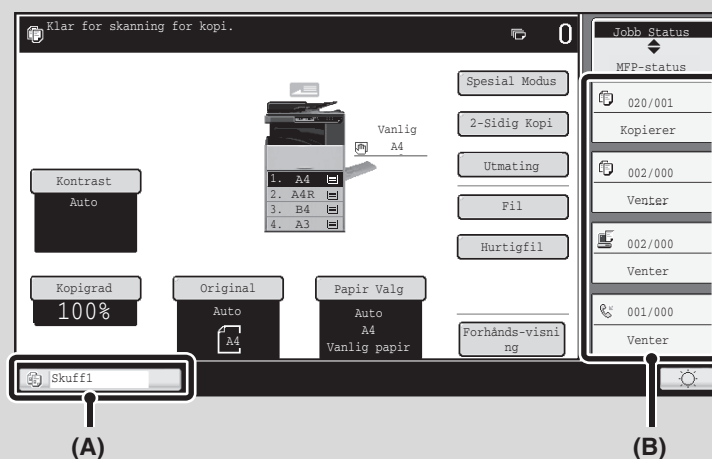 Klar for skanning for kopi.
0
Jobb Status
MFP-status
020/001
Kopierer
002/000
Venter
002/000
Venter
001/000
Venter
Spesial Modus
2-Sidig Kopi
Utmating
Fil
Hurtigfil
Forhånds-visni
ng
Vanlig
A4
1. A4
2. A4R
3. B4
4. A3
Kontrast
Auto
Kopigrad
100%
Original
Auto
A4
Papir Valg
Auto
A4
Vanlig papir
Skuff1
(A)
(B)